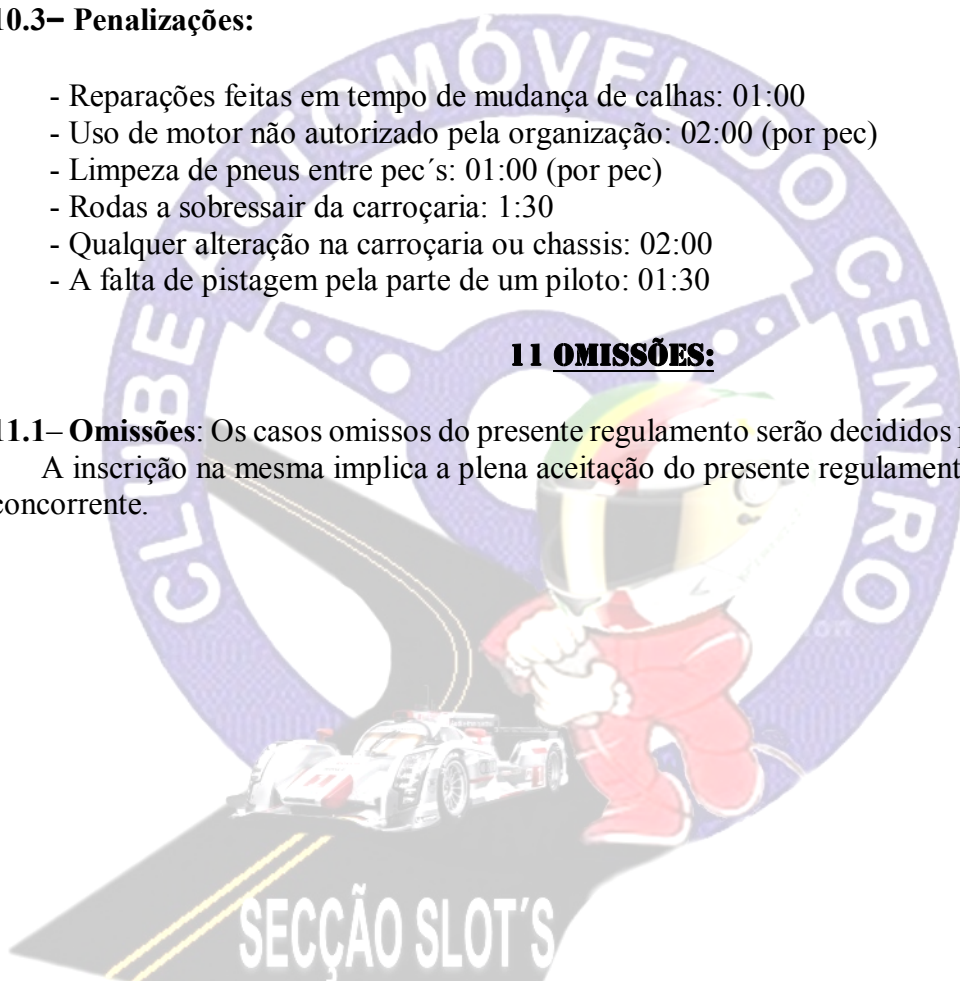 10.3– Penalizações:
- Reparações feitas em tempo de mudança de calhas: 01:00
- Uso de motor não autorizado pela organização: 02:00 (por pec)
- Limpeza de pneus entre pec´s: 01:00 (por pec)
- Rodas a sobressair da carroçaria: 1:30
- Qualquer alteração na carroçaria ou chassis: 02:00
- A falta de pistagem pela parte de um piloto: 01:30
11 OMISSÕES:
11.1– Omissões: Os casos omissos do presente regulamento serão decididos
A inscrição na mesma implica a plena aceitação do presente regulament
concorrente.
CLUBE AUTOMÓVEL DO CENTRO
SECÇÃO SLOT´S